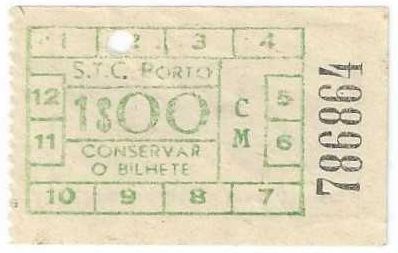 1 2 3 4
S.T.C. PORTO
12 1$00 C 5
11 M 6
CONSERVAR
O BILHETE
10 9 8 7
786864